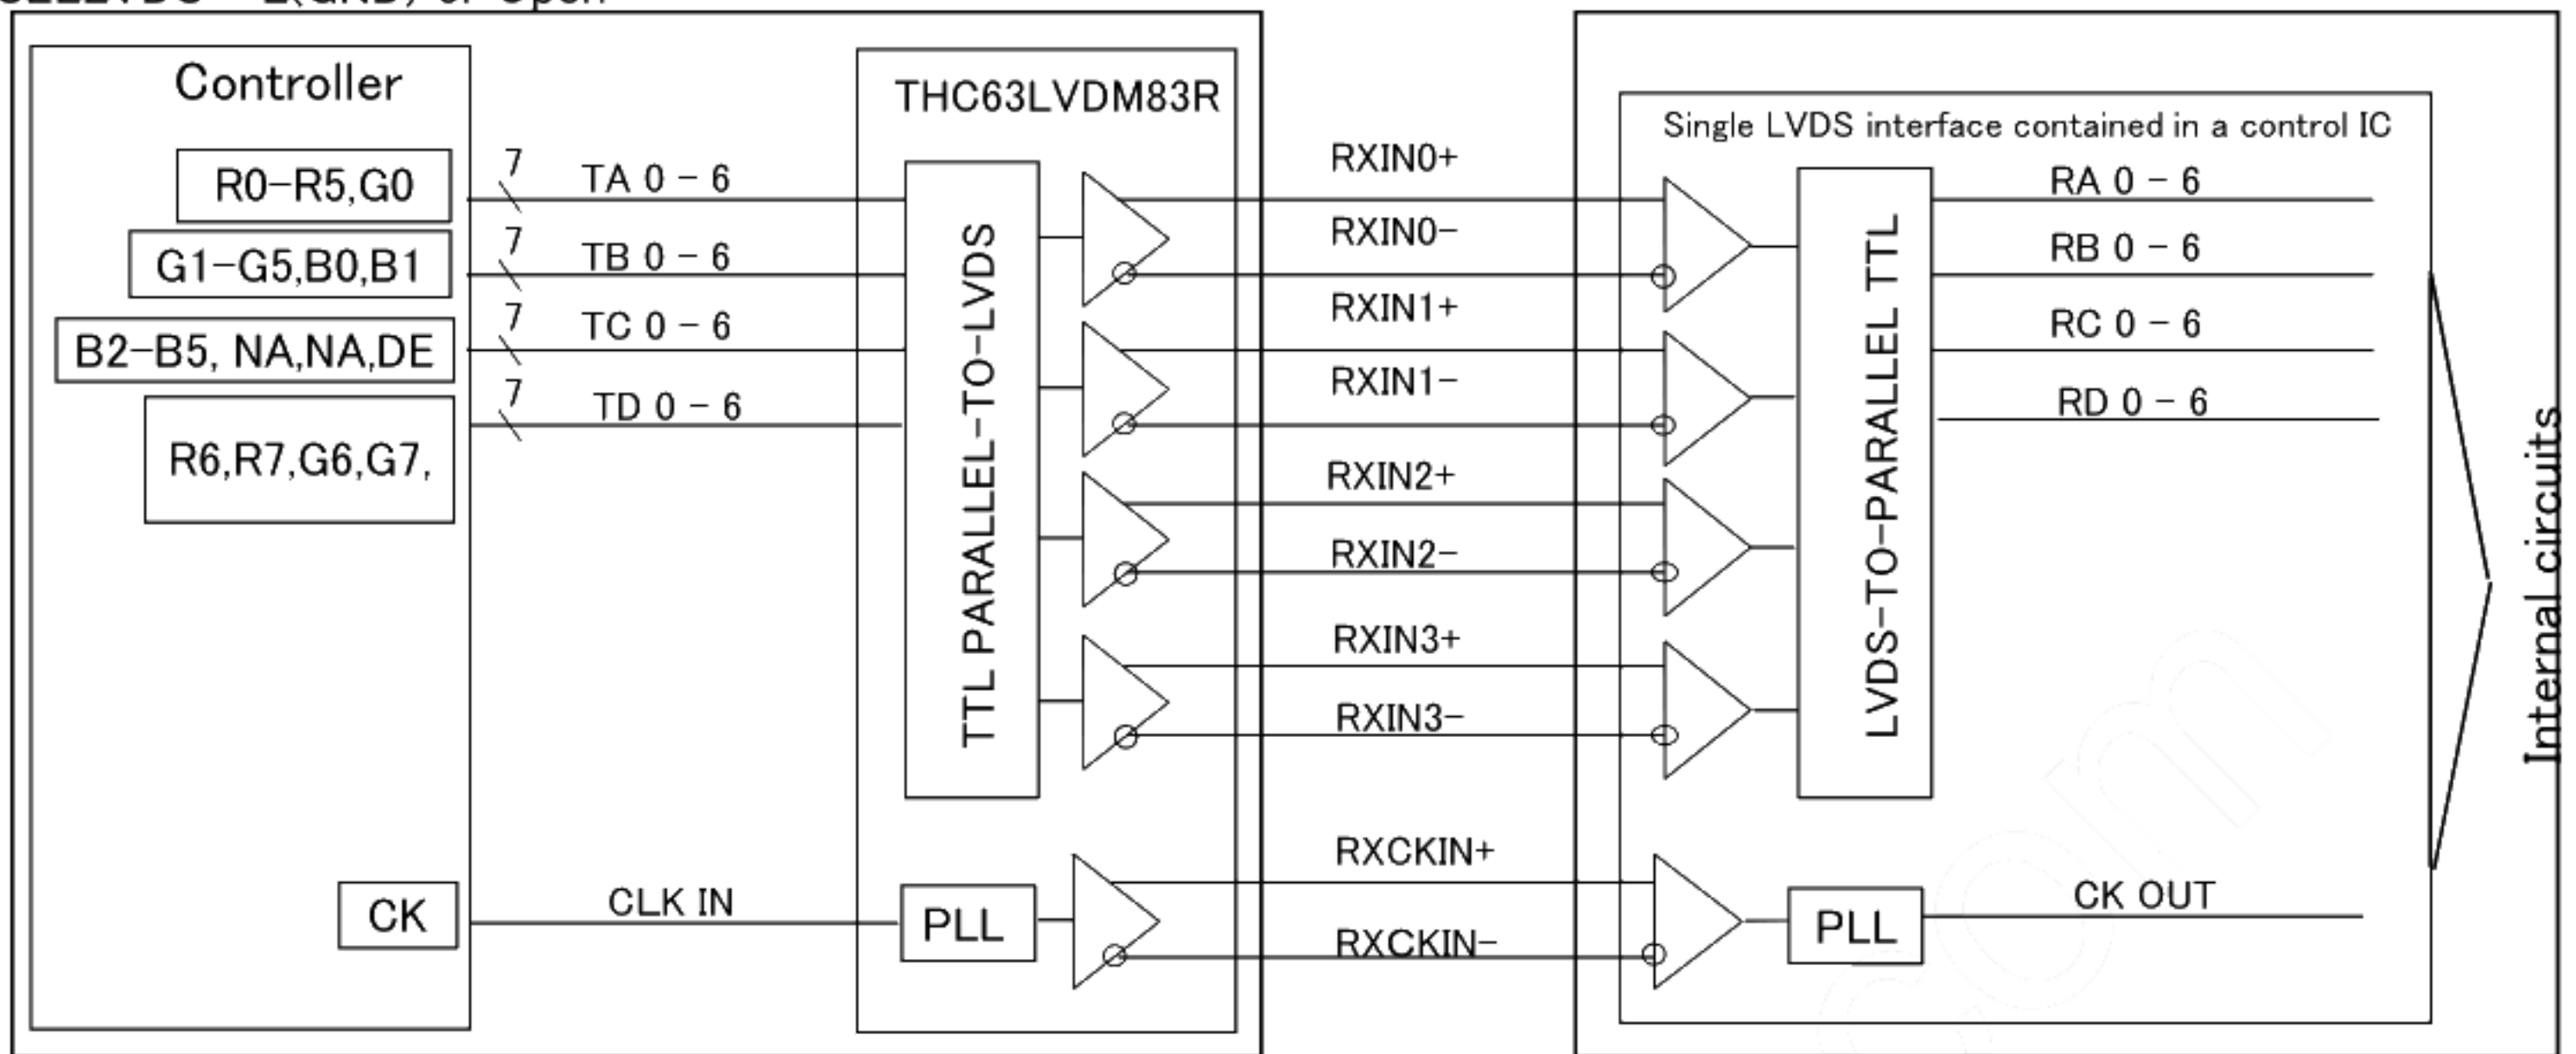 L(GND) or Open
Controller
THC63LVDM83R
Single LVDS interface contained in a control IC
R0-R5,G0
7
TA 0 - 6
RXIN0+
RA 0 - 6
G1-G5,B0,B1
7
TB 0 - 6
RXIN0-
RB 0 - 6
B2-B5, NA,NA,DE
7
TC 0 - 6
RXIN1+
RC 0 - 6
R6,R7,G6,G7,
7
TD 0 - 6
RXIN1-
RD 0 - 6
TTL PARALLEL-TO-LVDS
LVDS-TO-PARALLEL TTL
RXIN2+
RXIN2-
RXIN3+
RXIN3-
Internal circuits
CK
CLK IN
PLL
RXCKIN+
RXCKIN-
PLL
CK OUT
com